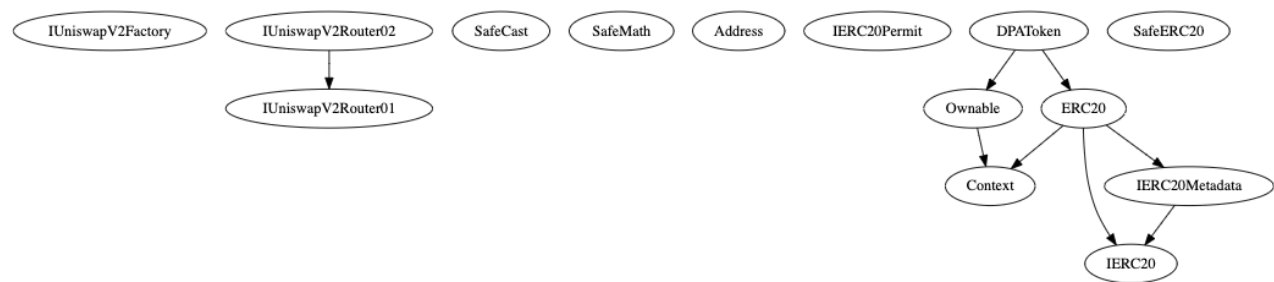 IUniswapV2Factory
IUniswapV2Router02
SafeCast
SafeMath
Address
IERC20Permit
DPAToken
SafeERC20
IUniswapV2Router01
Ownable
ERC20
Context
IERC20Metadata
IERC20